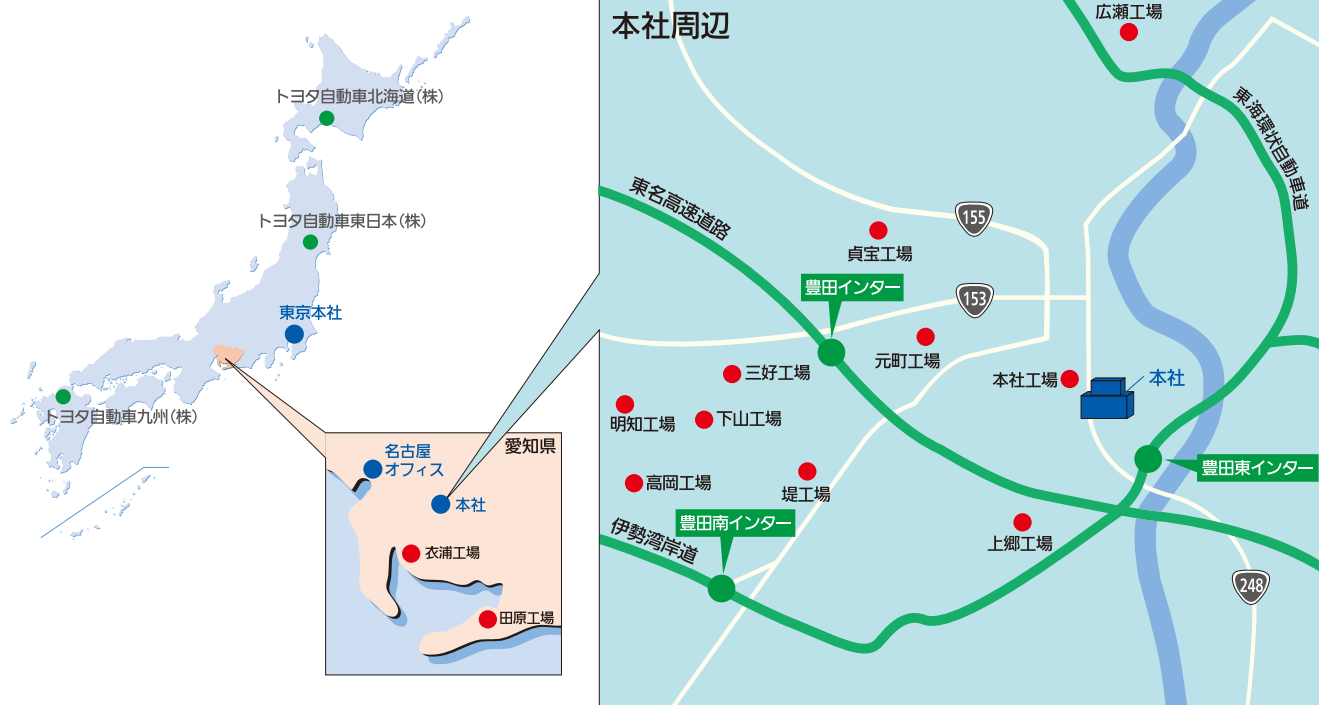 トヨタ自動車北海道(株)
トヨタ自動車東日本(株)
東京本社
トヨタ自動車九州(株)
愛知県
名古屋
オフィス
本社
衣浦工場
田原工場
本社周辺
広瀬工場
東海環状自動車道
東名高速道路
155
貞宝工場
豊田インター
153
元町工場
三好工場
本社工場
本社
明知工場
下山工場
豊田東インター
高岡工場
堤工場
豊田南インター
伊勢湾岸道
上郷工場
248